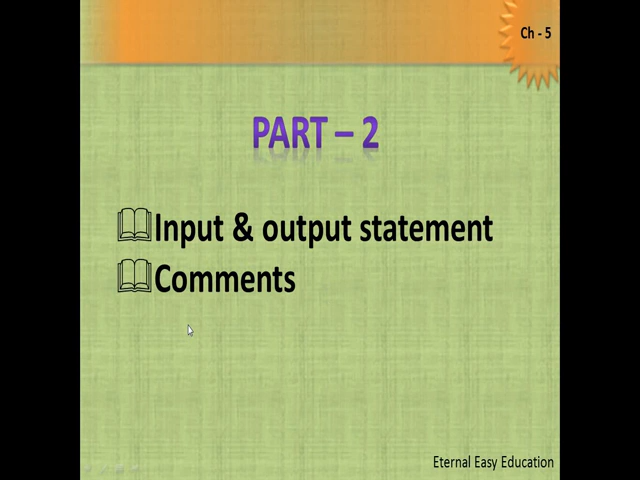 Ch - 5
PART – 2
Input & output statement
Comments
Eternal Easy Education